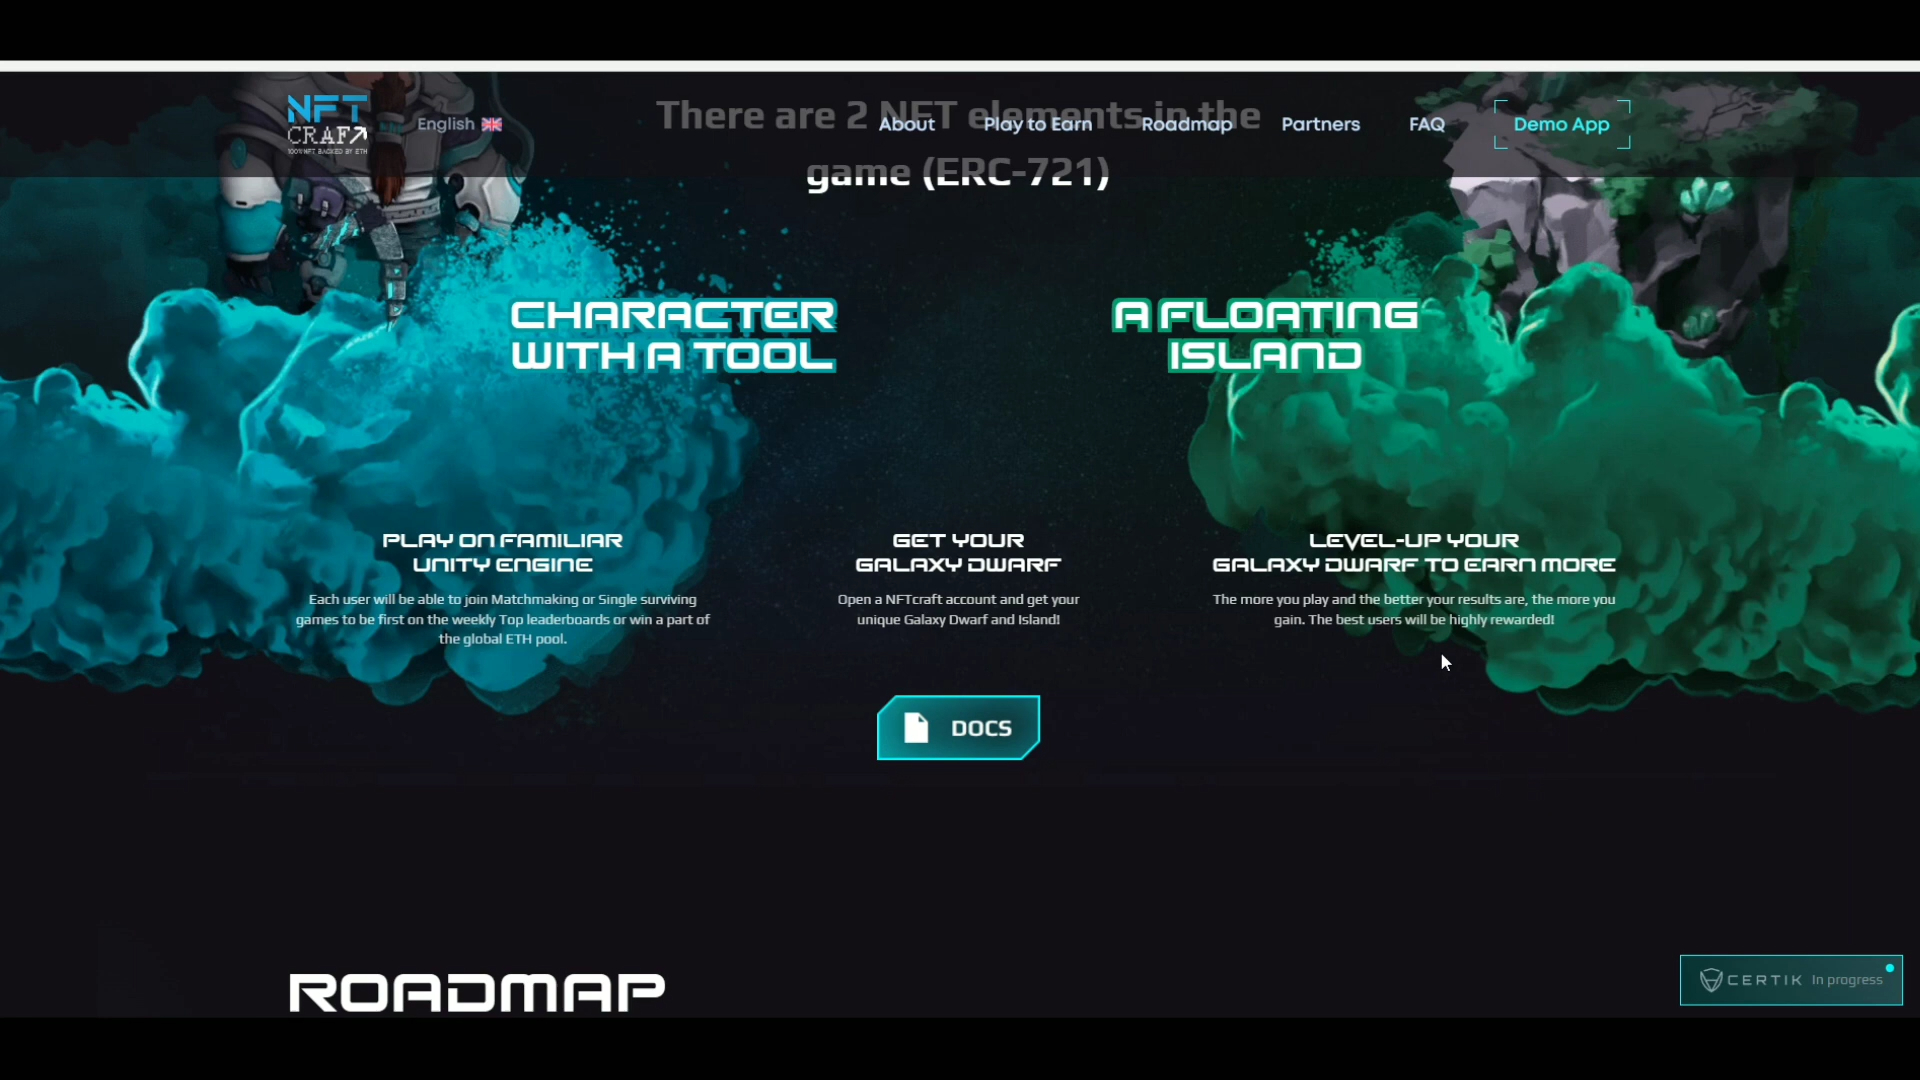 NFT
CRAFT
100% NFT BACKED BY ETH
English
About
Play to Earn
Roadmap
Partners
FAQ
Demo App
There are 2 NFT elements in the
game (ERC-721)
CHARACTER
WITH A TOOL
A FLOATING
ISLAND
PLAY ON FAMILIAR
UNITY ENGINE
Each user will be able to join Matchmaking or Single surviving
games to be first on the weekly Top leaderboards or win a part of
the global ETH pool.
GET YOUR
GALAXY DWARF
Open a NFTcraft account and get your
unique Galaxy Dwarf and Island!
LEVEL-UP YOUR
GALAXY DWARF TO EARN MORE
The more you play and the better your results are, the more you
gain. The best users will be highly rewarded!
DOCS
ROADMAP
CERTIK In progress